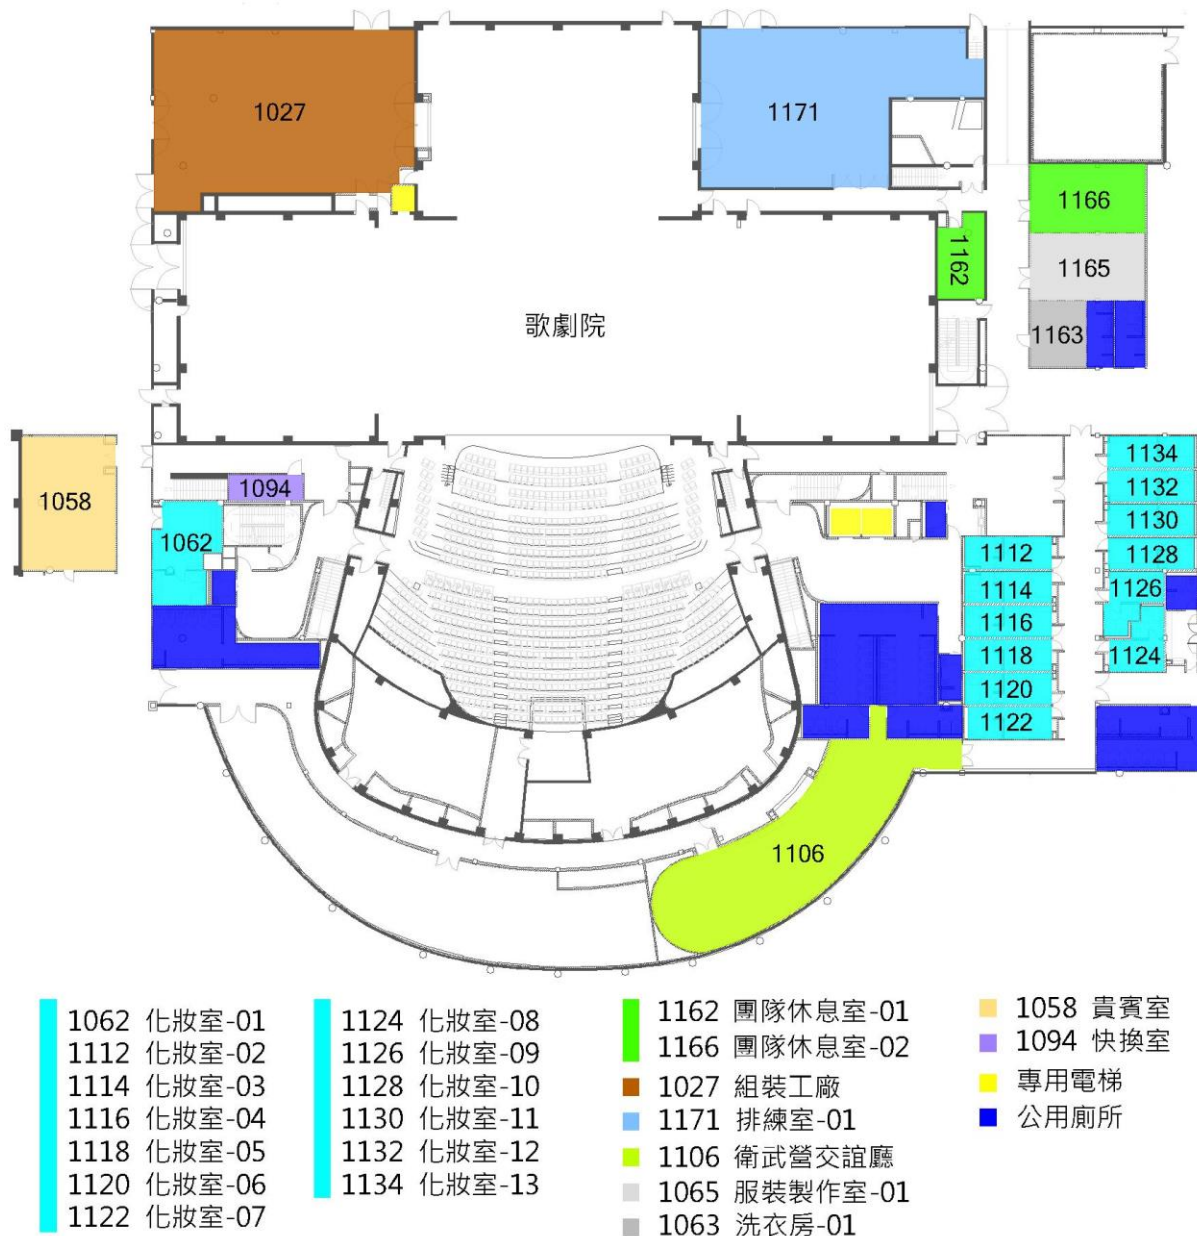 1027
1171
1166
1162
1165
歌劇院
1163
1134
1058
1094
1132
1130
1062
1112
1128
1114
1126
1116
1118
1124
1120
1122
1106
1062 化妝室-01
1112 化妝室-02
1114 化妝室-03
1116 化妝室-04
1118 化妝室-05
1120 化妝室-06
1122 化妝室-07
1124 化妝室-08
1126 化妝室-09
1128 化妝室-10
1130 化妝室-11
1132 化妝室-12
1134 化妝室-13
1162 團隊休息室-01
1166 團隊休息室-02
1027 組裝工廠
1171 排練室-01
1106 衛武營交誼廳
1065 服裝製作室-01
1063 洗衣房-01
1058 貴賓室
1094 快換室
專用電梯
公用廁所